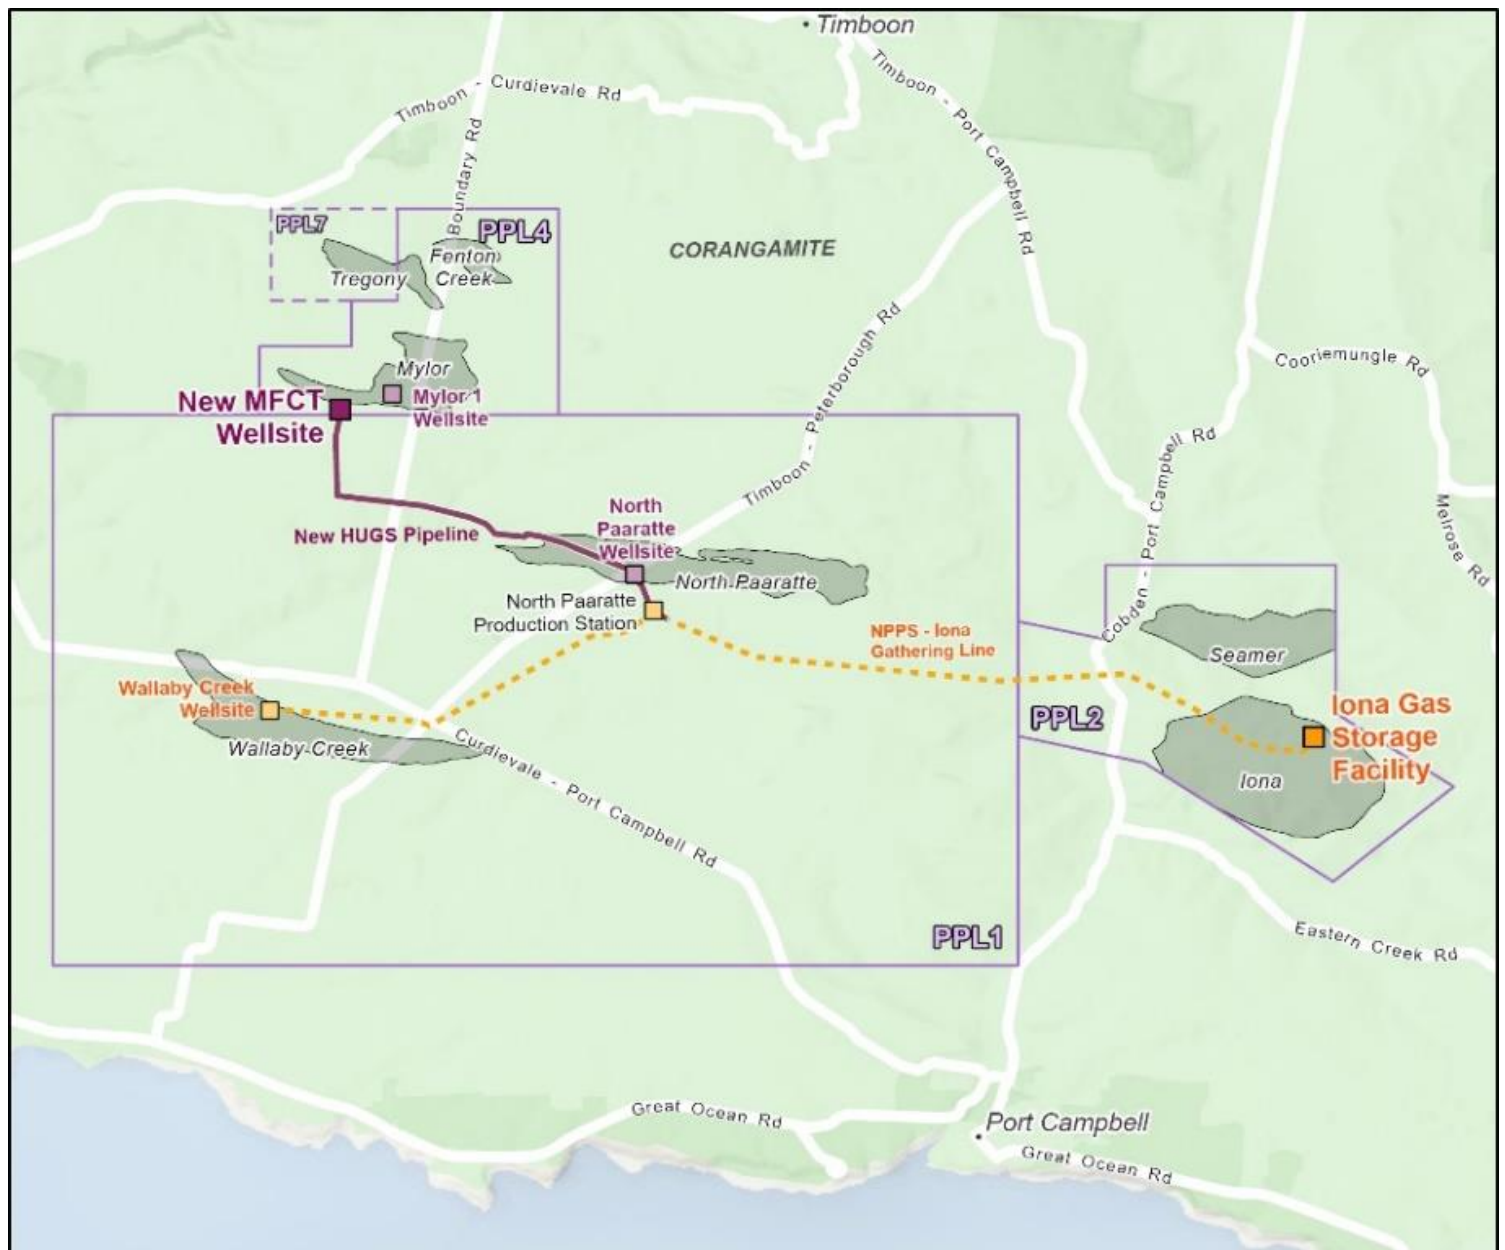 Timboon
Timboon - Curdievale Rd
Timboon - Port Campbell Rd
Boundary Rd
PPL7
PPL4
Fenton
Creek
Tregony
CORANGAMITE
Timboon - Peterborough Rd
Cooriemungle Rd
Mylor
New MFCT
Wellsite
Mylor 1
Wellsite
Cobden - Port Campbell Rd
Melrose Rd
North
Paaratte
Wellsite
New HUGS Pipeline
North Paaratte
North Paaratte
Production Station
NPPS - Iona
Gathering Line
Seamer
Wallaby Creek
Wellsite
Wallaby Creek
PPL2
Iona Gas
Storage
Facility
Iona
Curdievale - Port Campbell Rd
PPL1
Eastern Creek Rd
Great Ocean Rd
Port Campbell
Great Ocean Rd